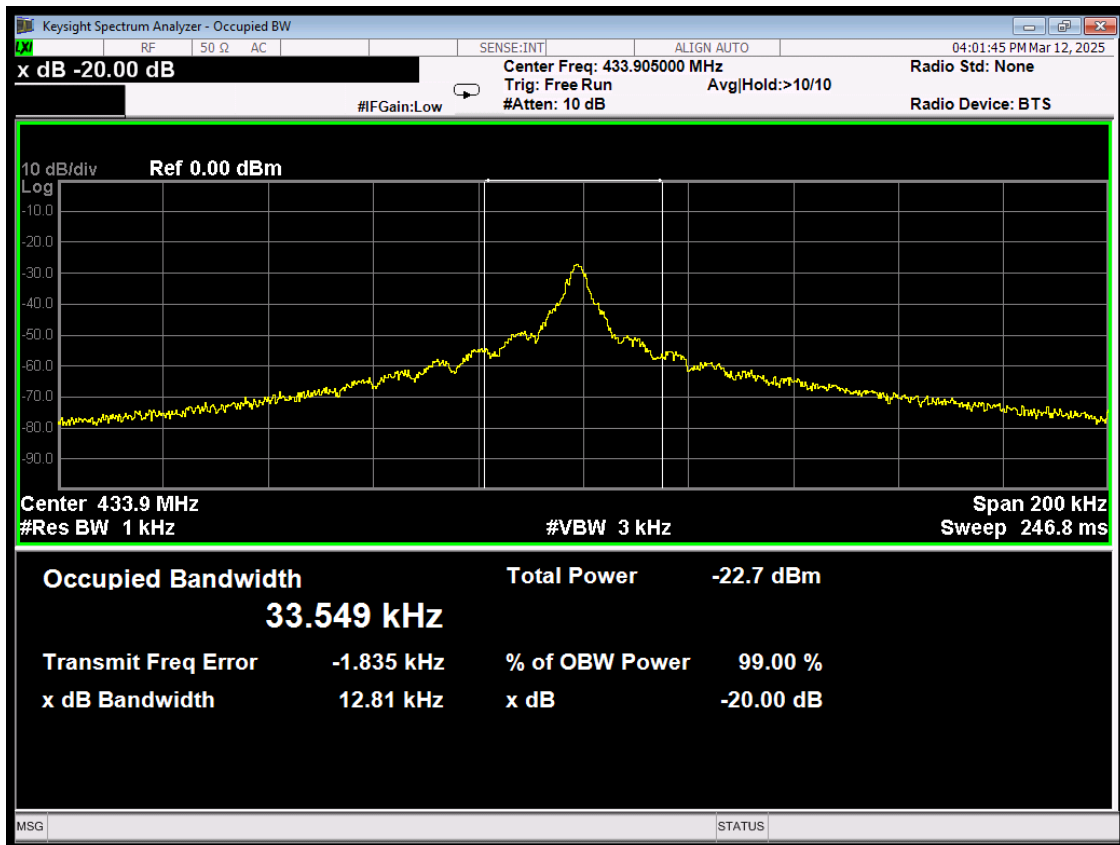 Keysight Spectrum Analyzer - Occupied BW
LXI RF 50 Ω AC SENSE:INT ALIGN AUTO 04:01:45 PM Mar 12, 2025
x dB -20.00 dB
Center Freq: 433.905000 MHz Radio Std: None
Trig: Free Run Avg|Hold:>10/10
#IFGain:Low #Atten: 10 dB Radio Device: BTS
10 dB/div Ref 0.00 dBm
Log
-10.0
-20.0
-30.0
-40.0
-50.0
-60.0
-70.0
-80.0
-90.0
Center 433.9 MHz Span 200 kHz
#Res BW 1 kHz #VBW 3 kHz Sweep 246.8 ms
Occupied Bandwidth Total Power -22.7 dBm
33.549 kHz
Transmit Freq Error -1.835 kHz % of OBW Power 99.00 %
x dB Bandwidth 12.81 kHz x dB -20.00 dB
MSG STATUS